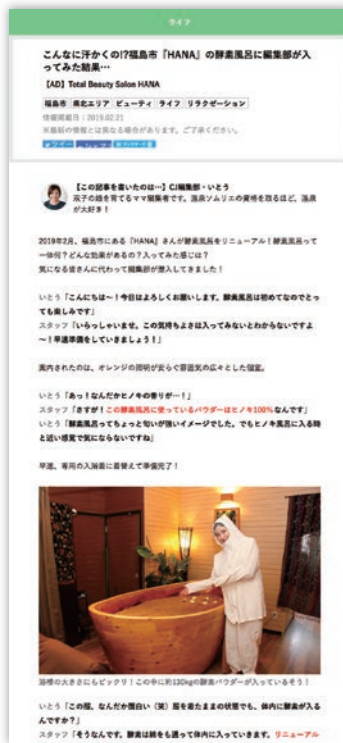 ライフ
こんなに汗かくの!?福島市『HANA』の酵素風呂に編集部が入
ってみた結果…
【AD】Total Beauty Salon HANA
福島市 県北エリア ビューティ ライフ リラクゼーション
情報掲載日:2019.02.21
※最新の情報とは異なる場合があります。ご了承ください。
【この記事を書いたのは…】CJ編集部・いとう
双子の娘を育てるママ編集者です。温泉ソムリエの資格を取るほど、温泉
が大好き!
2019年2月、福島市にある『HANA』さんが酵素風呂をリニューアル!酵素風呂って
一体何?どんな効果があるの?入ってみた感じは?
気になる皆さんに代わって編集部が潜入してきました!
いとう「こんにちは〜!今日はよろしくお願いします。酵素風呂は初めてなのでとっ
ても楽しみです」
スタッフ「いらっしゃいませ。この気持ちよさは入ってみないとわからないですよ
〜!早速準備をしていきましょう!」
案内されたのは、オレンジの照明が安らぐ雰囲気の広々とした個室。
いとう「あっ!なんだかヒノキの香りが…!」
スタッフ「さすが!この酵素風呂に使っているパウダーはヒノキ100%なんです」
いとう「酵素風呂ってちょっと匂いが強いイメージでした。でもヒノキ風呂に入る時
と近い感覚で気にならないですね」
早速、専用の入浴着に着替えて準備完了!
浴槽の大きさにもビックリ!この中に約120kgの酵素パウダーが入っているそう!
いとう「この服、なんだか面白い(笑)服を着たままの状態でも、体内に酵素が入る
んですか?」
スタッフ「そうなんです。酵素は綿をも通って体内に入っていきます。リニューアル